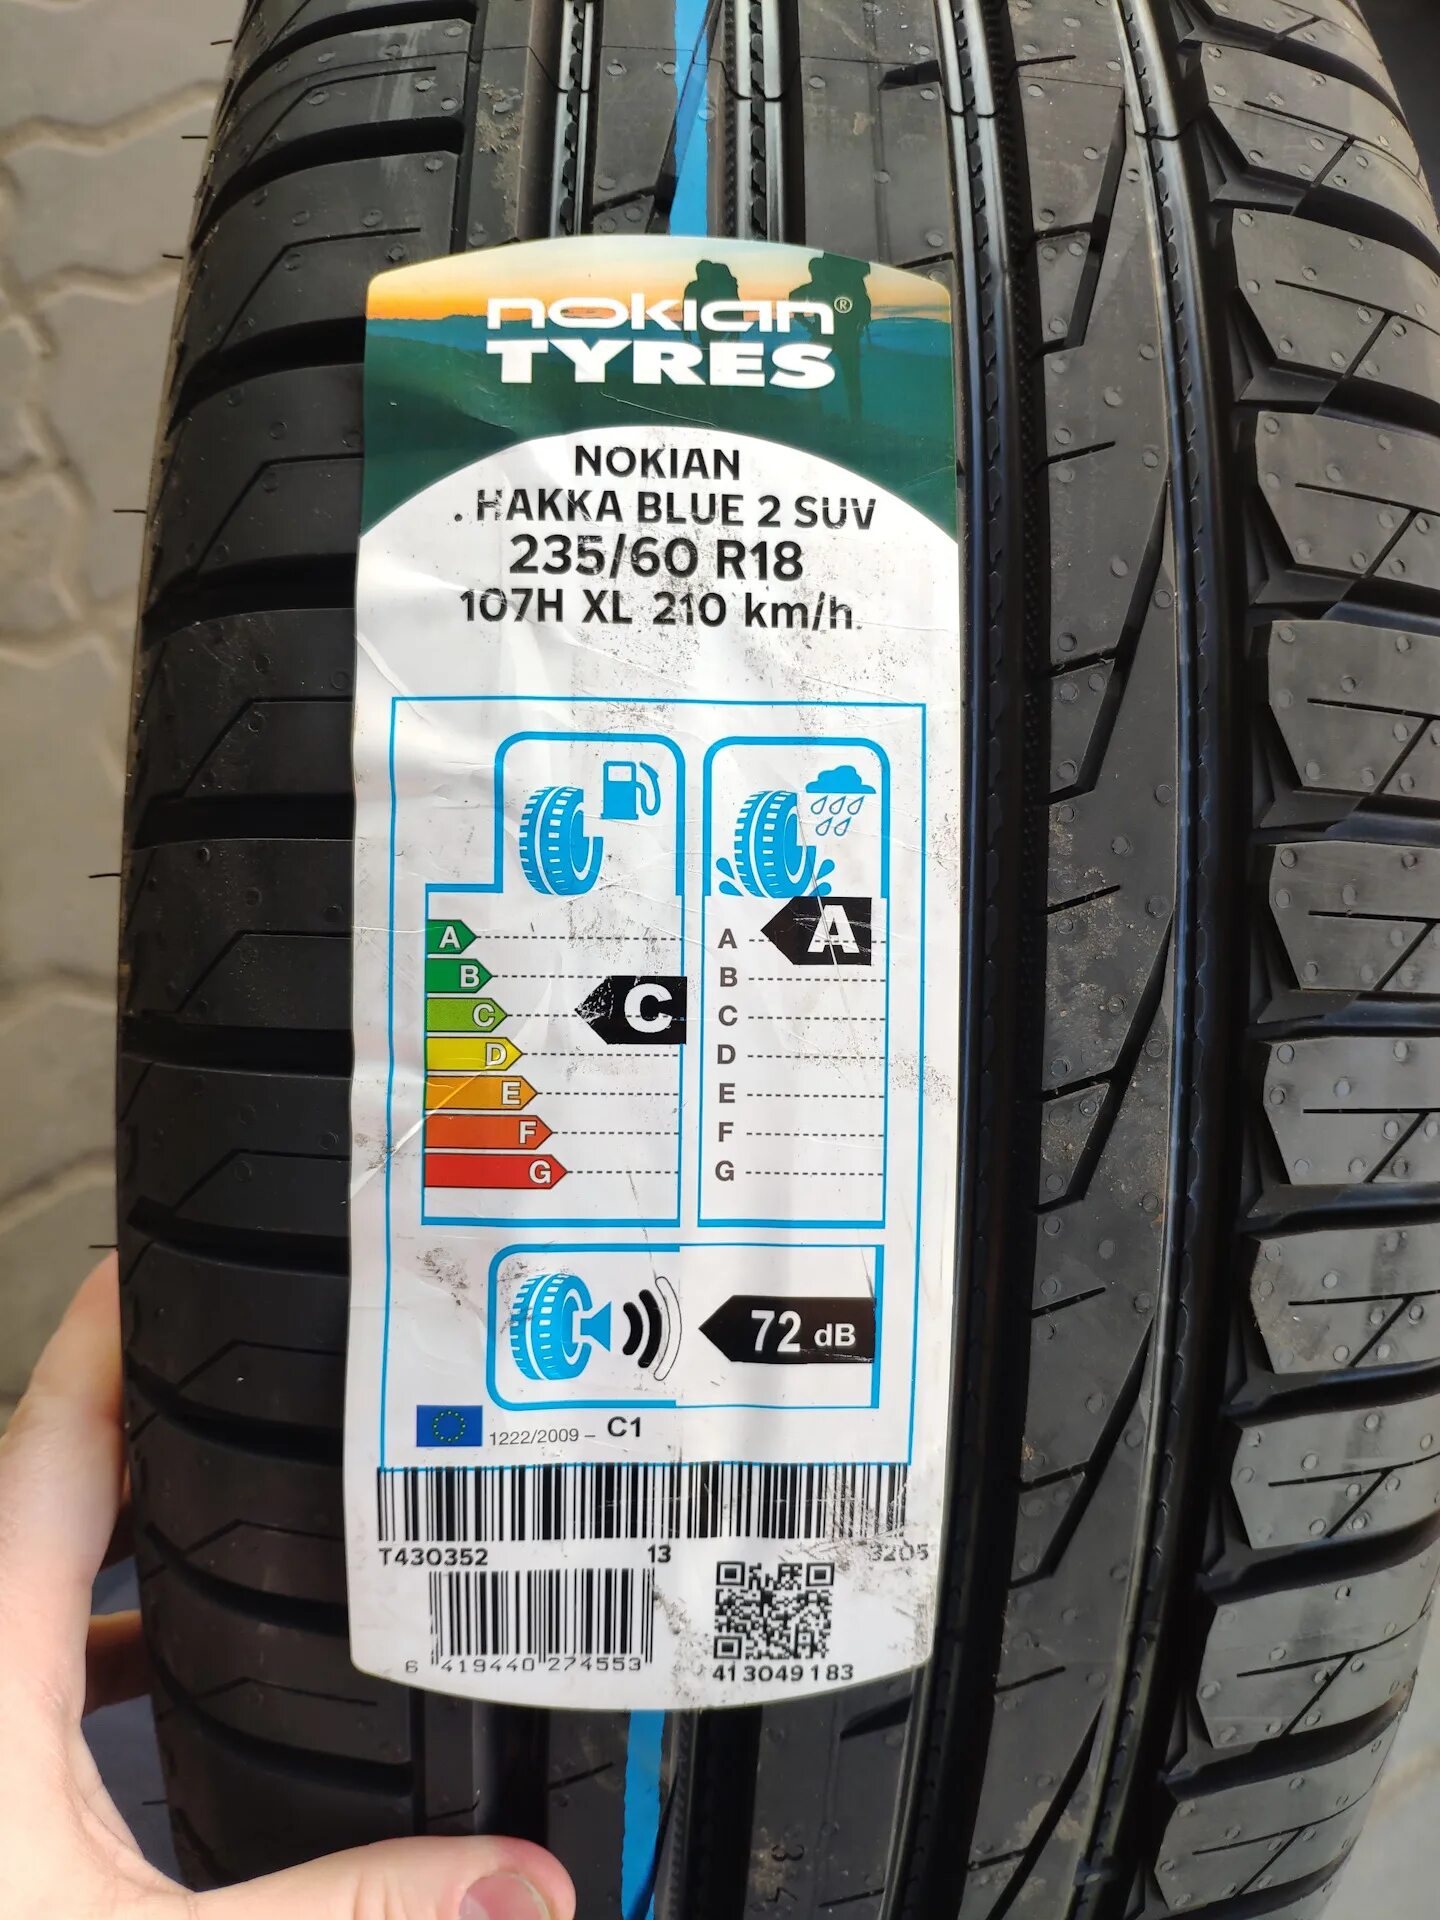 nokian®
TYRES
NOKIAN
. HAKKA BLUE 2 SUV
235/60 R18
107H XL 210 km/h.
A
B
C
D
E
F
G
C
A
B
C
D
E
F
G
A
72 dB
1222/2009 – C1
T430352 13 3205
6 419440 274553
413049183